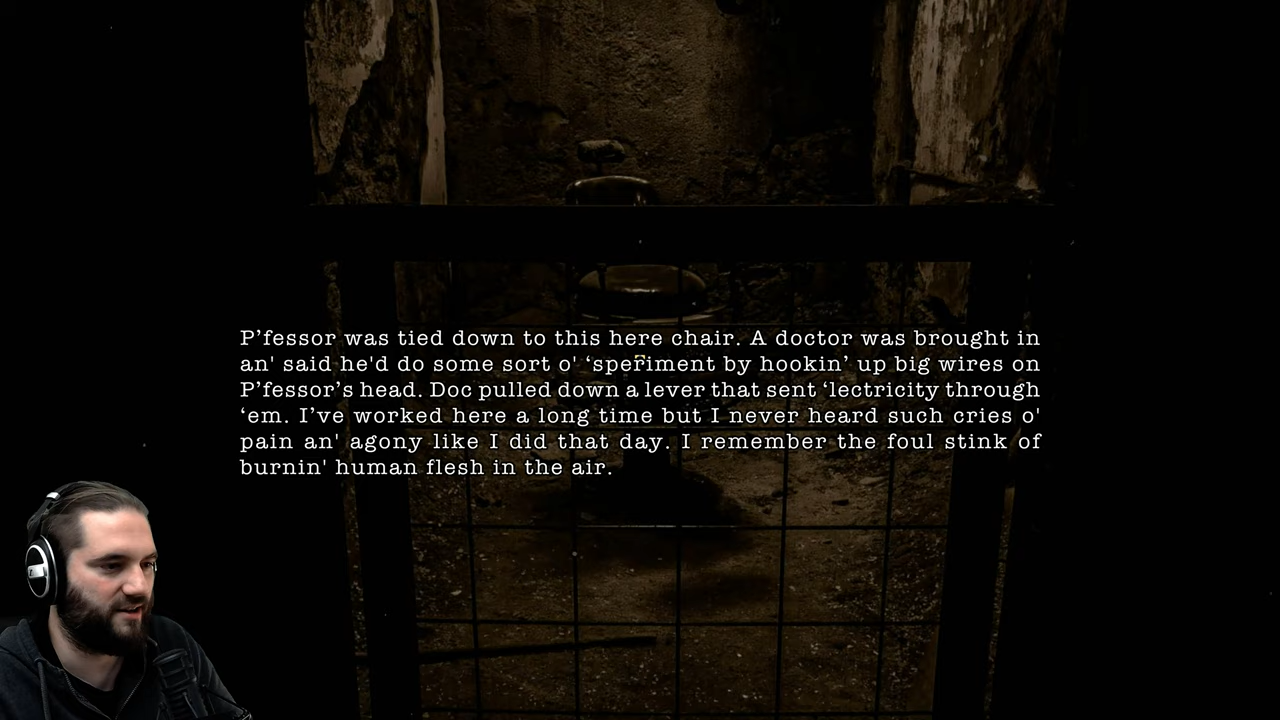 P’fessor was tied down to this here chair. A doctor was brought in
an' said he'd do some sort o' ‘speriment by hookin’ up big wires on
P’fessor’s head. Doc pulled down a lever that sent ‘lectricity through
‘em. I’ve worked here a long time but I never heard such cries o'
pain an' agony like I did that day. I remember the foul stink of
burnin' human flesh in the air.